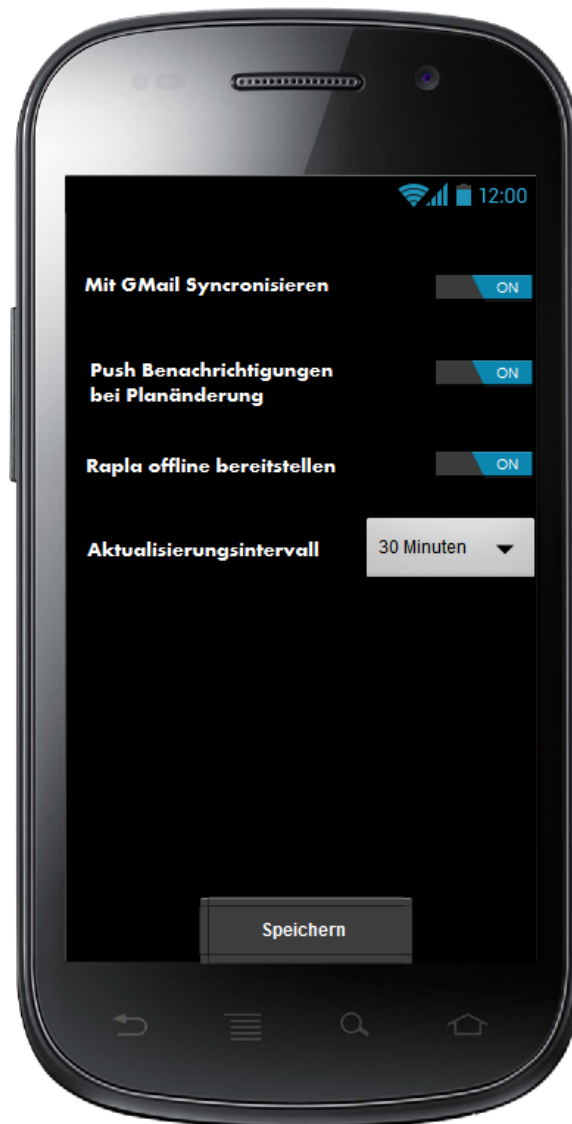 12:00
Mit GMail Syncronisieren
ON
Push Benachrichtigungen
bei Planänderung
ON
Rapla offline bereitstellen
ON
Aktualisierungsintervall
30 Minuten
Speichern